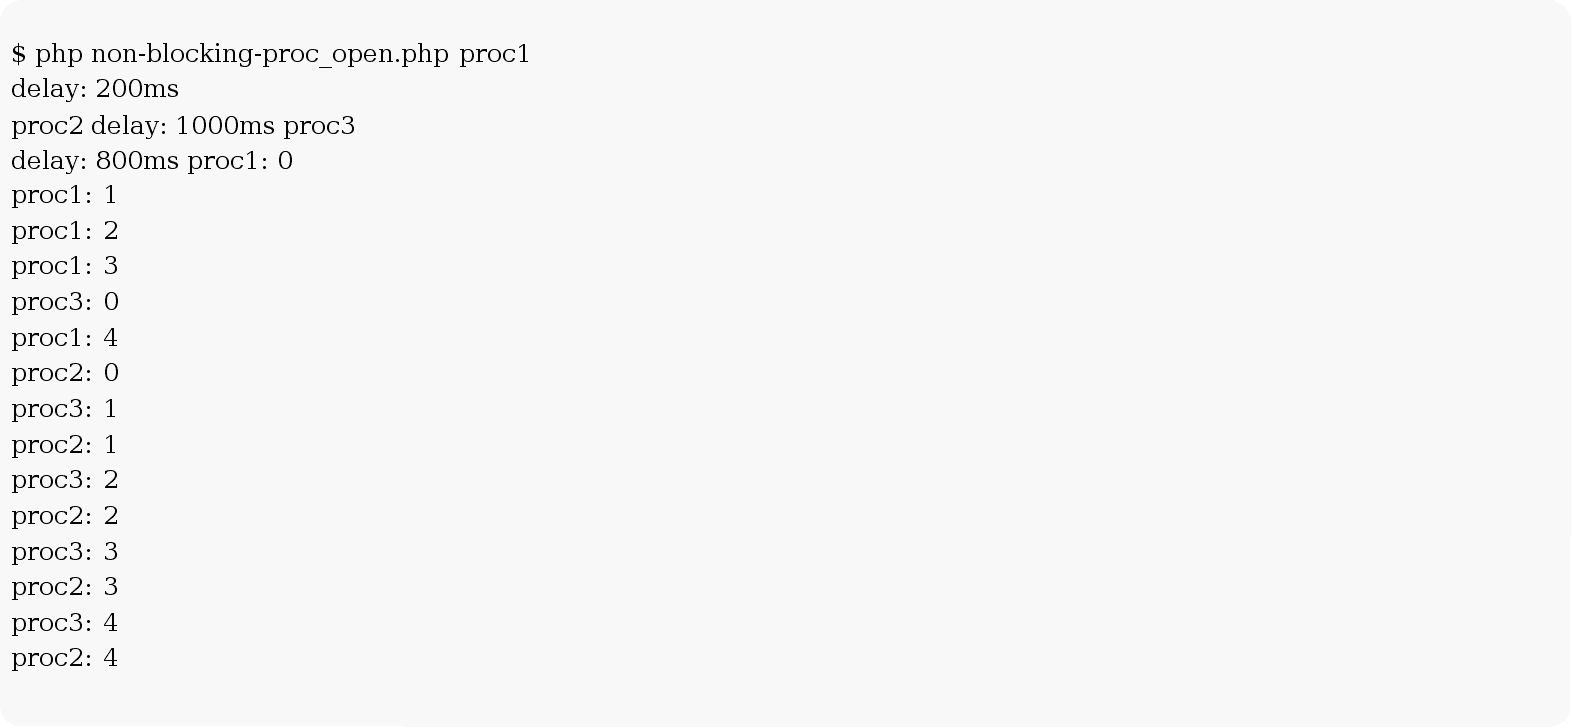 $ php non-blocking-proc_open.php proc1
delay: 200ms
proc2 delay: 1000ms proc3
delay: 800ms proc1: 0
proc1: 1
proc1: 2
proc1: 3
proc3: 0
proc1: 4
proc2: 0
proc3: 1
proc2: 1
proc3: 2
proc2: 2
proc3: 3
proc2: 3
proc3: 4
proc2: 4